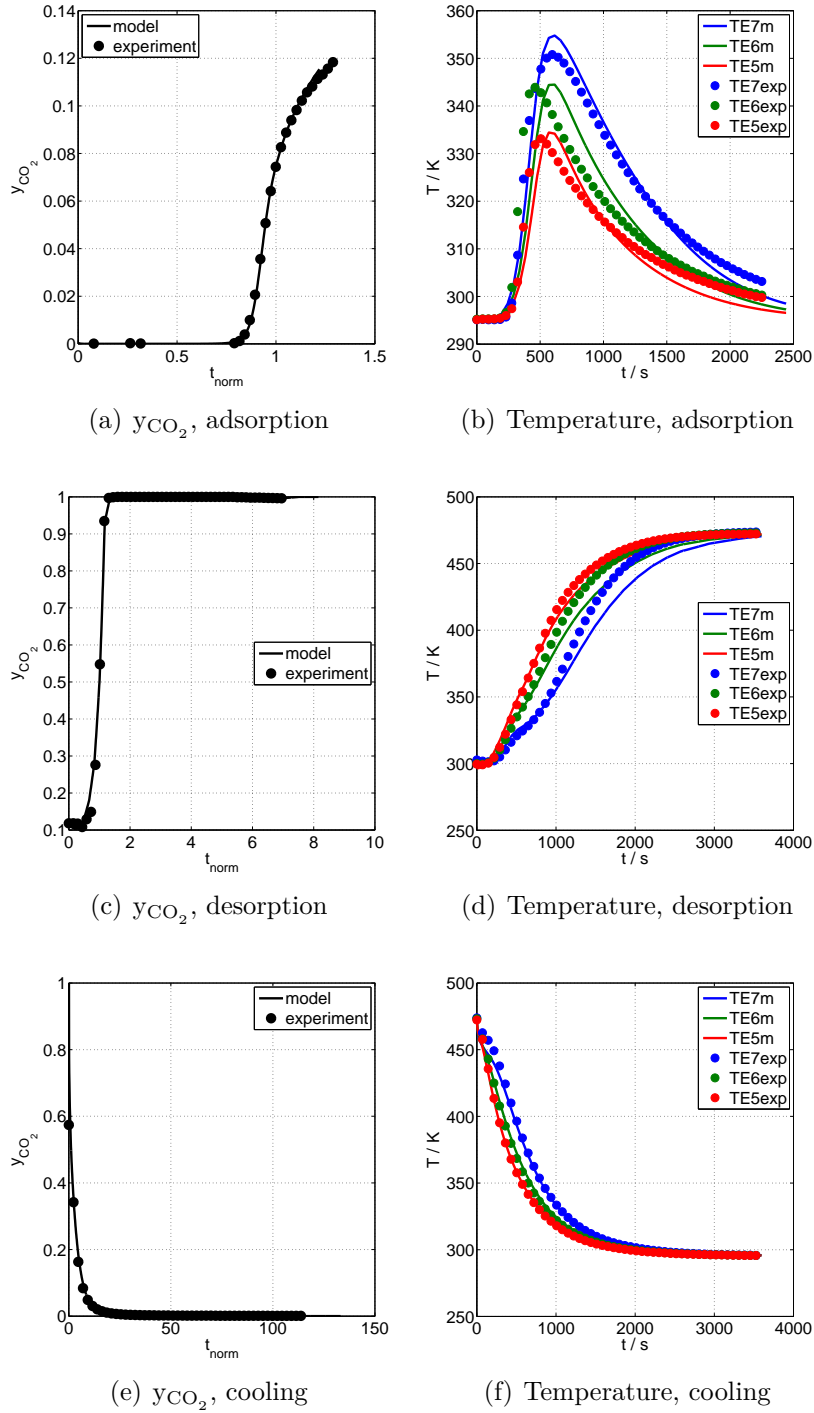 0.14
0.12
0.1
0.08
0.06
0.04
0.02
0
y_CO2
0 0.5 1 1.5
t_norm
model
experiment
(a) y_CO2, adsorption
360
350
340
330
320
310
300
290
T / K
0 500 1000 1500 2000 2500
t / s
TE7m
TE6m
TE5m
TE7exp
TE6exp
TE5exp
(b) Temperature, adsorption
1
0.9
0.8
0.7
0.6
0.5
0.4
0.3
0.2
0.1
y_CO2
0 2 4 6 8 10
t_norm
model
experiment
(c) y_CO2, desorption
500
450
400
350
300
250
T / K
0 1000 2000 3000 4000
t / s
TE7m
TE6m
TE5m
TE7exp
TE6exp
TE5exp
(d) Temperature, desorption
1
0.8
0.6
0.4
0.2
0
y_CO2
0 50 100 150
t_norm
model
experiment
(e) y_CO2, cooling
500
450
400
350
300
250
T / K
0 1000 2000 3000 4000
t / s
TE7m
TE6m
TE5m
TE7exp
TE6exp
TE5exp
(f) Temperature, cooling